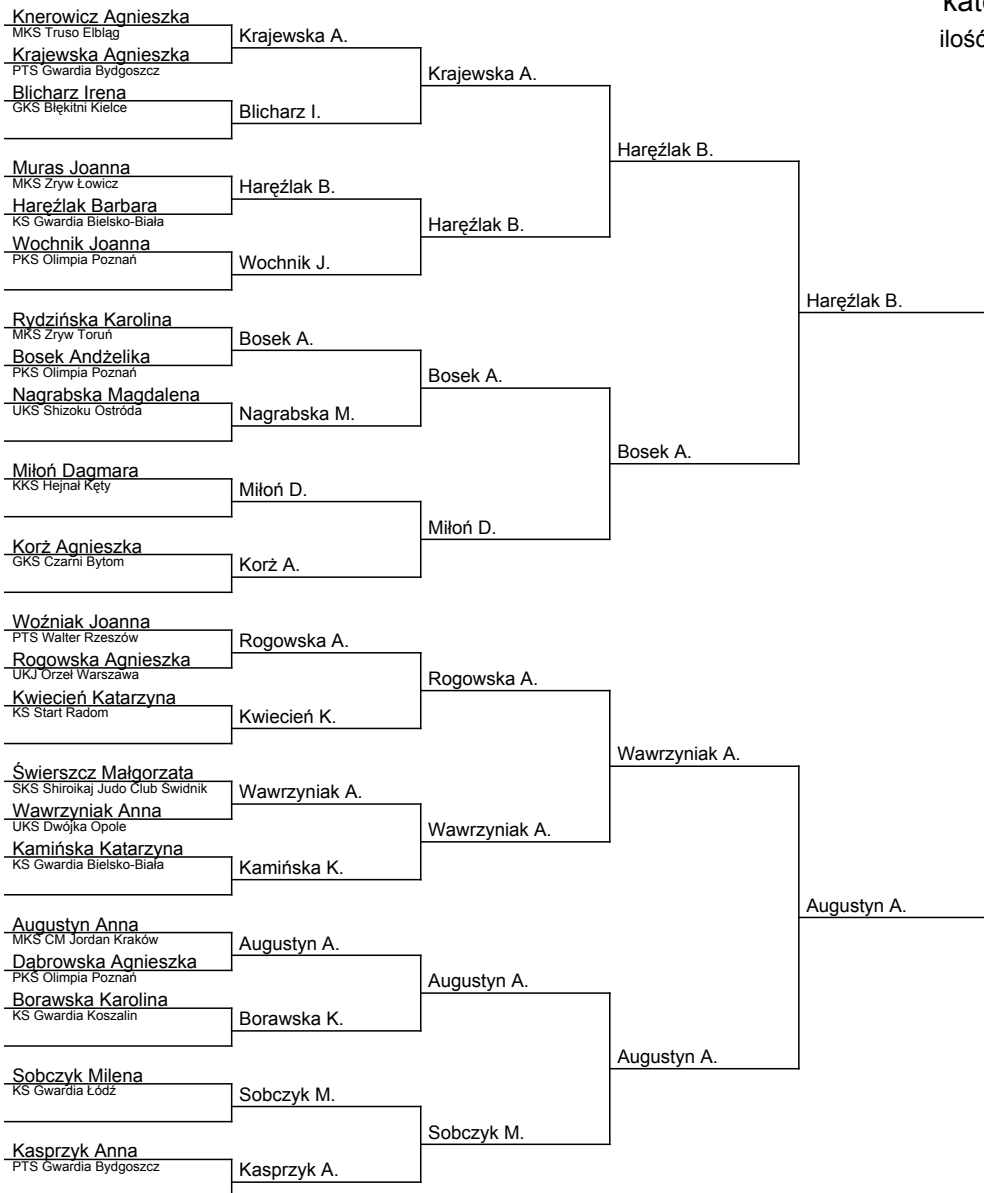 kat
ilość
Knerowicz Agnieszka
MKS Truso Elbląg
Krajewska Agnieszka
PTS Gwardia Bydgoszcz
Blicharz Irena
GKS Błękitni Kielce
Muras Joanna
MKS Zryw Łowicz
Haręźlak Barbara
KS Gwardia Bielsko-Biała
Wochnik Joanna
PKS Olimpia Poznań
Rydzińska Karolina
MKS Zryw Toruń
Bosek Andżelika
PKS Olimpia Poznań
Nagrabska Magdalena
UKS Shizoku Ostróda
Miłoń Dagmara
KKS Hejnał Kęty
Korż Agnieszka
GKS Czarni Bytom
Woźniak Joanna
PTS Walter Rzeszów
Rogowska Agnieszka
UKJ Orzeł Warszawa
Kwiecień Katarzyna
KS Start Radom
Świerszcz Małgorzata
SKS Shiroikaj Judo Club Świdnik
Wawrzyniak Anna
UKS Dwójka Opole
Kamińska Katarzyna
KS Gwardia Bielsko-Biała
Augustyn Anna
MKS CM Jordan Kraków
Dąbrowska Agnieszka
PKS Olimpia Poznań
Borawska Karolina
KS Gwardia Koszalin
Sobczyk Milena
KS Gwardia Łódź
Kasprzyk Anna
PTS Gwardia Bydgoszcz
Krajewska A.
Blicharz I.
Haręźlak B.
Wochnik J.
Bosek A.
Nagrabska M.
Miłoń D.
Korż A.
Rogowska A.
Kwiecień K.
Wawrzyniak A.
Kamińska K.
Augustyn A.
Borawska K.
Sobczyk M.
Kasprzyk A.
Krajewska A.
Haręźlak B.
Bosek A.
Miłoń D.
Rogowska A.
Wawrzyniak A.
Augustyn A.
Sobczyk M.
Haręźlak B.
Bosek A.
Wawrzyniak A.
Augustyn A.
Haręźlak B.
Augustyn A.